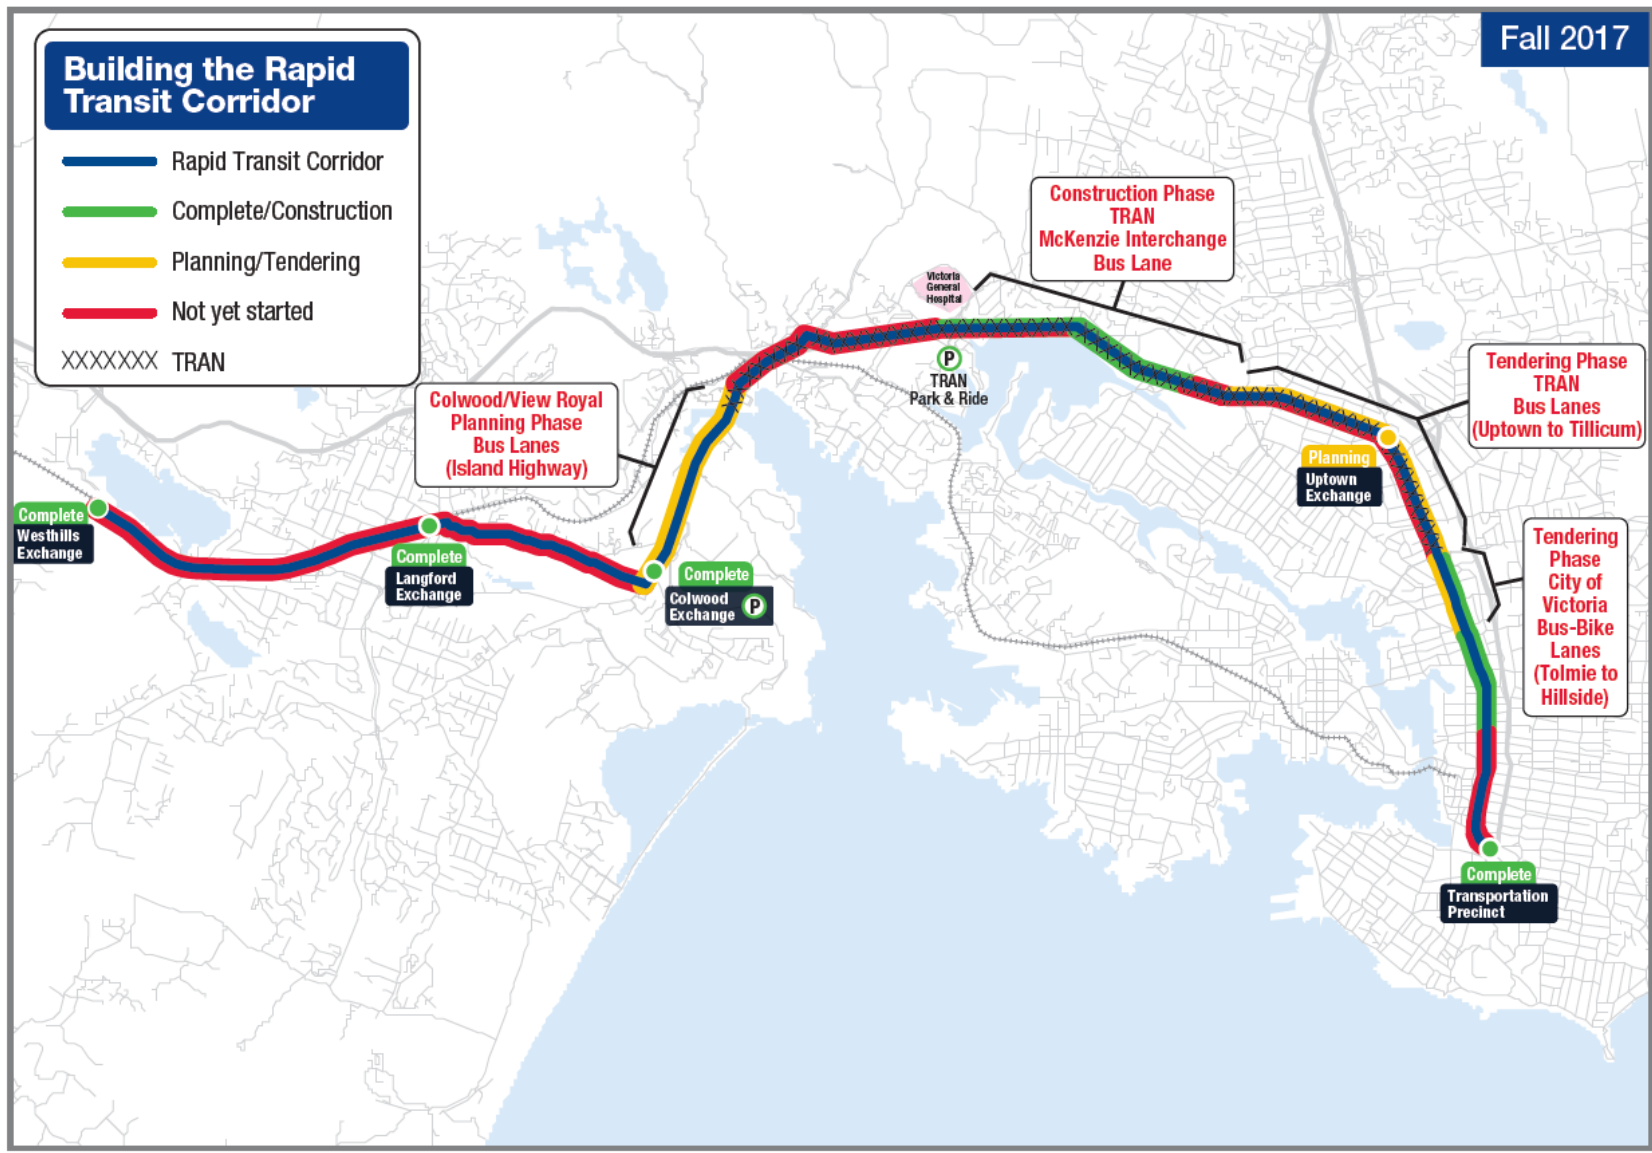 Fall 2017
Building the Rapid
Transit Corridor
Rapid Transit Corridor
Complete/Construction
Planning/Tendering
Not yet started
XXXXXXX TRAN
Construction Phase
TRAN
McKenzie Interchange
Bus Lane
Victoria
General
Hospital
P
TRAN
Park & Ride
Tendering Phase
TRAN
Bus Lanes
(Uptown to Tillicum)
Colwood/View Royal
Planning Phase
Bus Lanes
(Island Highway)
Planning
Uptown
Exchange
Complete
Westhills
Exchange
Complete
Langford
Exchange
Complete
Colwood
Exchange P
Tendering
Phase
City of
Victoria
Bus-Bike
Lanes
(Tolmie to
Hillside)
Complete
Transportation
Precinct